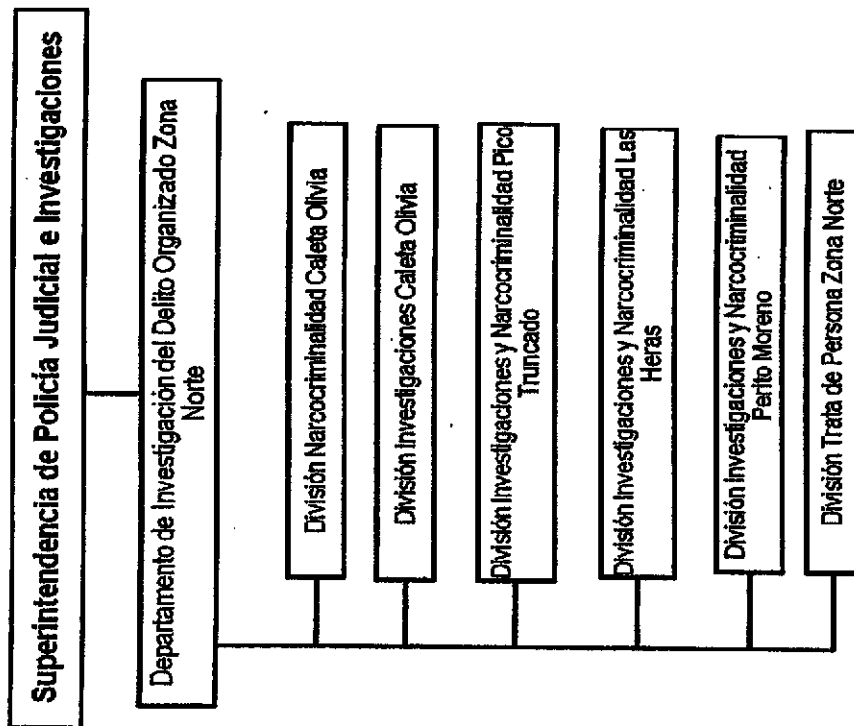 Superintendencia de Policía Judicial e Investigaciones
Departamento de Investigación del Delito Organizado Zona
Norte
División Narcocriminalidad Caleta Olivia
División Investigaciones Caleta Olivia
División Investigaciones y Narcocriminalidad Pico
Truncado
División Investigaciones y Narcocriminalidad Las
Heras
División Investigaciones y Narcocriminalidad
Perito Moreno
División Trata de Persona Zona Norte